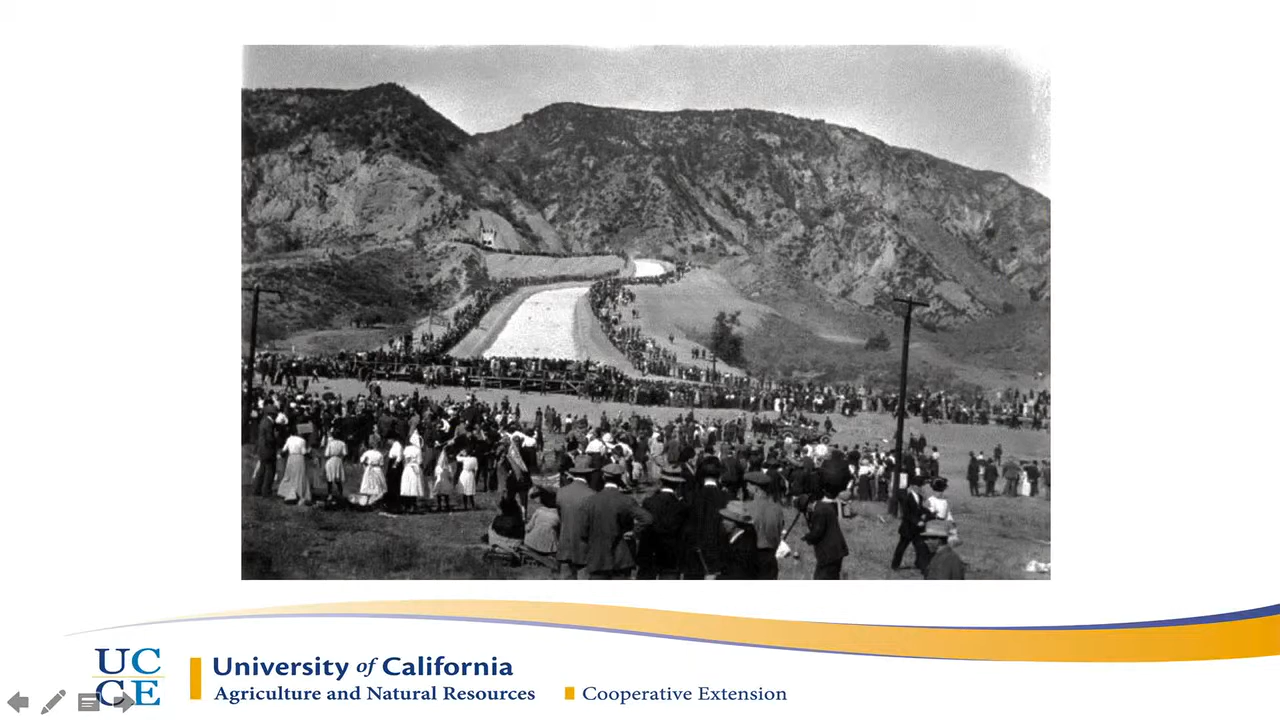 UC
CE
University of California
Agriculture and Natural Resources
Cooperative Extension